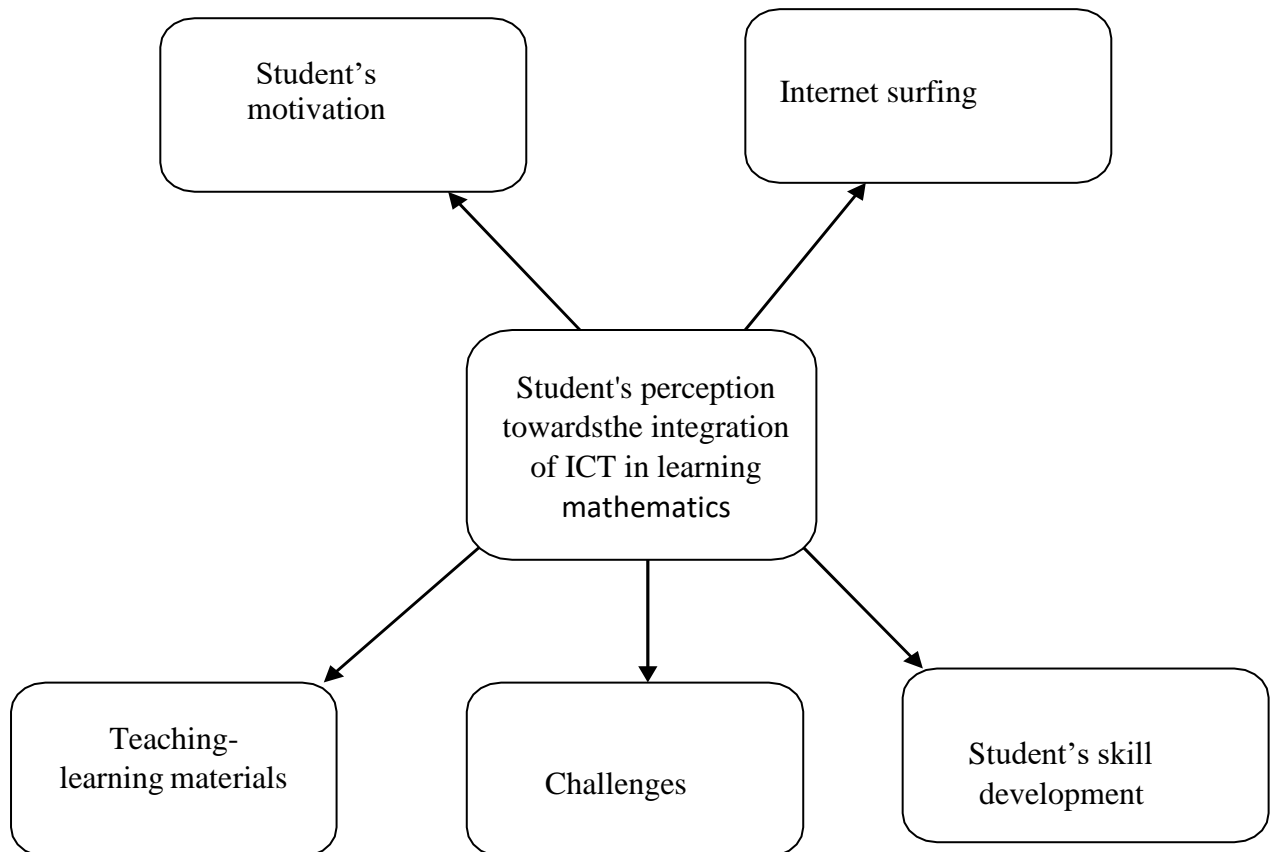 Student’s
motivation
Internet surfing
Student's perception
towardsthe integration
of ICT in learning
mathematics
Teaching-
learning materials
Challenges
Student’s skill
development